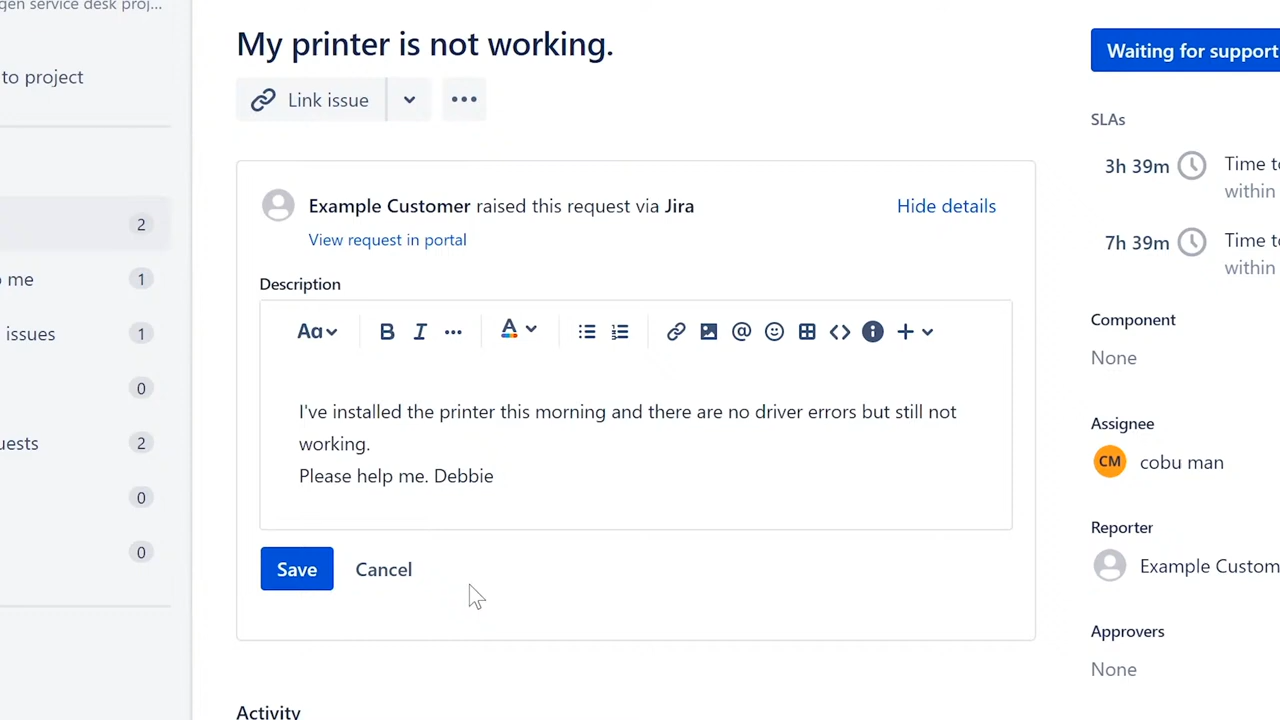 gen service desk proj...
to project
2
me
1
issues
1
0
uests
2
0
0
My printer is not working.
Link issue
Example Customer raised this request via Jira
Hide details
View request in portal
Description
Aa
B I A @
I've installed the printer this morning and there are no driver errors but still not
working.
Please help me. Debbie
Save Cancel
Activity
Waiting for support
SLAs
3h 39m Time to
within
7h 39m Time to
within
Component
None
Assignee
CM cobu man
Reporter
Example Custom
Approvers
None